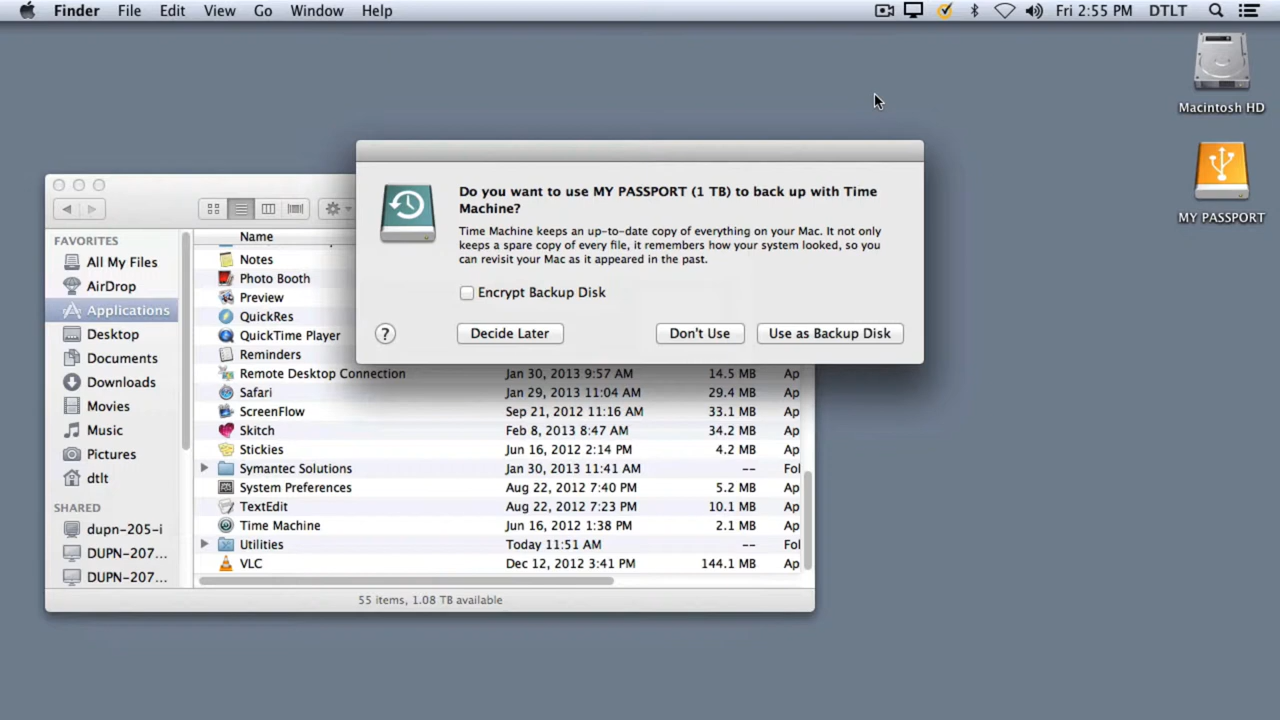 Finder File Edit View Go Window Help Fri 2:55 PM DTLT
Macintosh HD
MY PASSPORT
Do you want to use MY PASSPORT (1 TB) to back up with Time
Machine?
Time Machine keeps an up-to-date copy of everything on your Mac. It not only
keeps a spare copy of every file, it remembers how your system looked, so you
can revisit your Mac as it appeared in the past.
Encrypt Backup Disk
? Decide Later Don't Use Use as Backup Disk
FAVORITES
All My Files
AirDrop
Applications
Desktop
Documents
Downloads
Movies
Music
Pictures
dtlt
SHARED
dupn-205-i
DUPN-207...
DUPN-207...
Name
Notes
Photo Booth
Preview
QuickRes
QuickTime Player
Reminders
Remote Desktop Connection Jan 30, 2013 9:57 AM 14.5 MB Ap
Safari Jan 29, 2013 11:04 AM 29.4 MB Ap
ScreenFlow Sep 21, 2012 11:16 AM 33.1 MB Ap
Skitch Feb 8, 2013 8:47 AM 34.2 MB Ap
Stickies Jun 16, 2012 2:14 PM 4.2 MB Ap
Symantec Solutions Jan 30, 2013 11:41 AM -- Fol
System Preferences Aug 22, 2012 7:40 PM 5.2 MB Ap
TextEdit Aug 22, 2012 7:23 PM 10.1 MB Ap
Time Machine Jun 16, 2012 1:38 PM 2.1 MB Ap
Utilities Today 11:51 AM -- Fol
VLC Dec 12, 2012 3:41 PM 144.1 MB Ap
55 items, 1.08 TB available